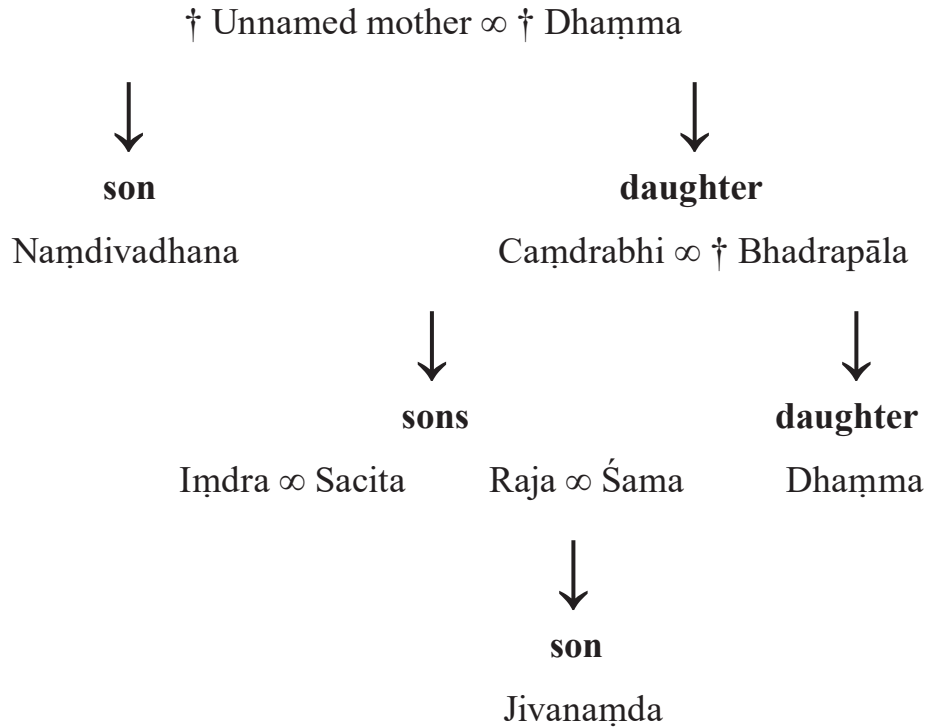 † Unnamed mother ∞ † Dhaṃma
↓ ↓
son daughter
Naṃdivadhana Caṃdrabhi ∞ † Bhadrapāla
↓ ↓
sons daughter
Iṃdra ∞ Sacita Raja ∞ Śama Dhaṃma
↓
son
Jivanaṃda